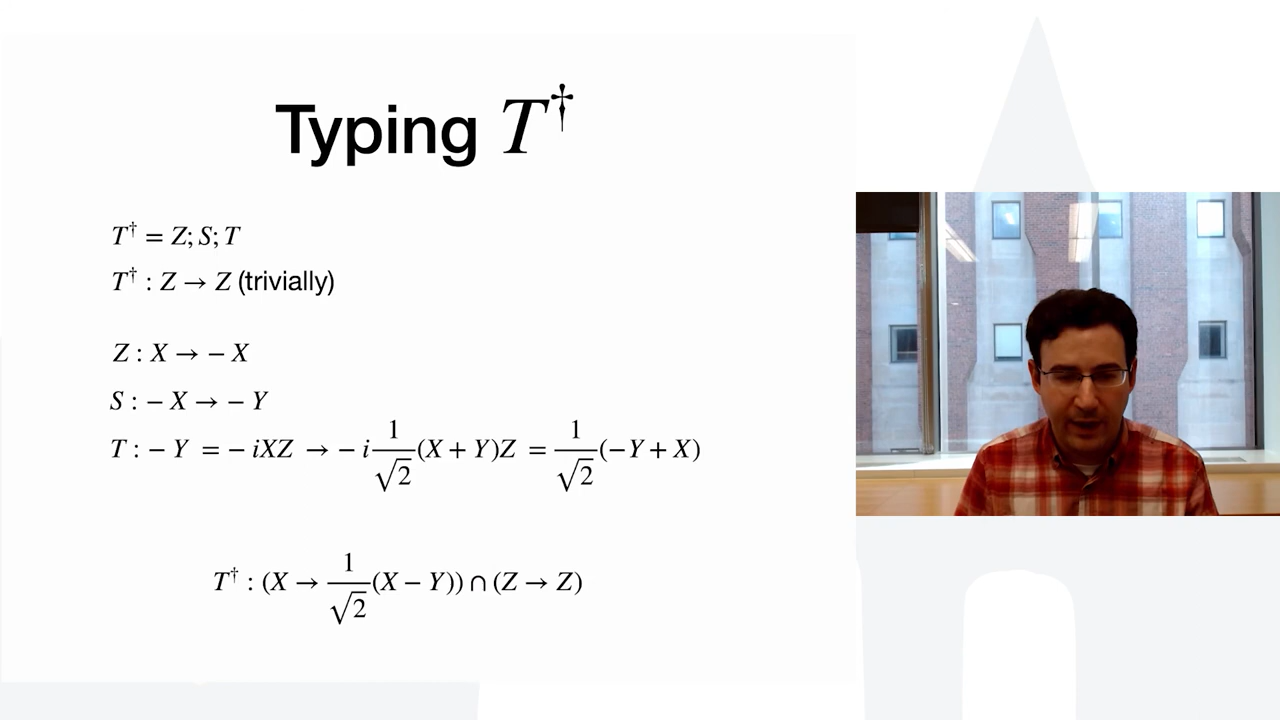 Typing T†
T† = Z; S; T
T† : Z → Z (trivially)
Z : X → − X
S : − X → − Y
T : − Y = − iXZ → − i 1/√2 (X + Y)Z = 1/√2 (−Y + X)
T† : (X → 1/√2 (X − Y)) ∩ (Z → Z)